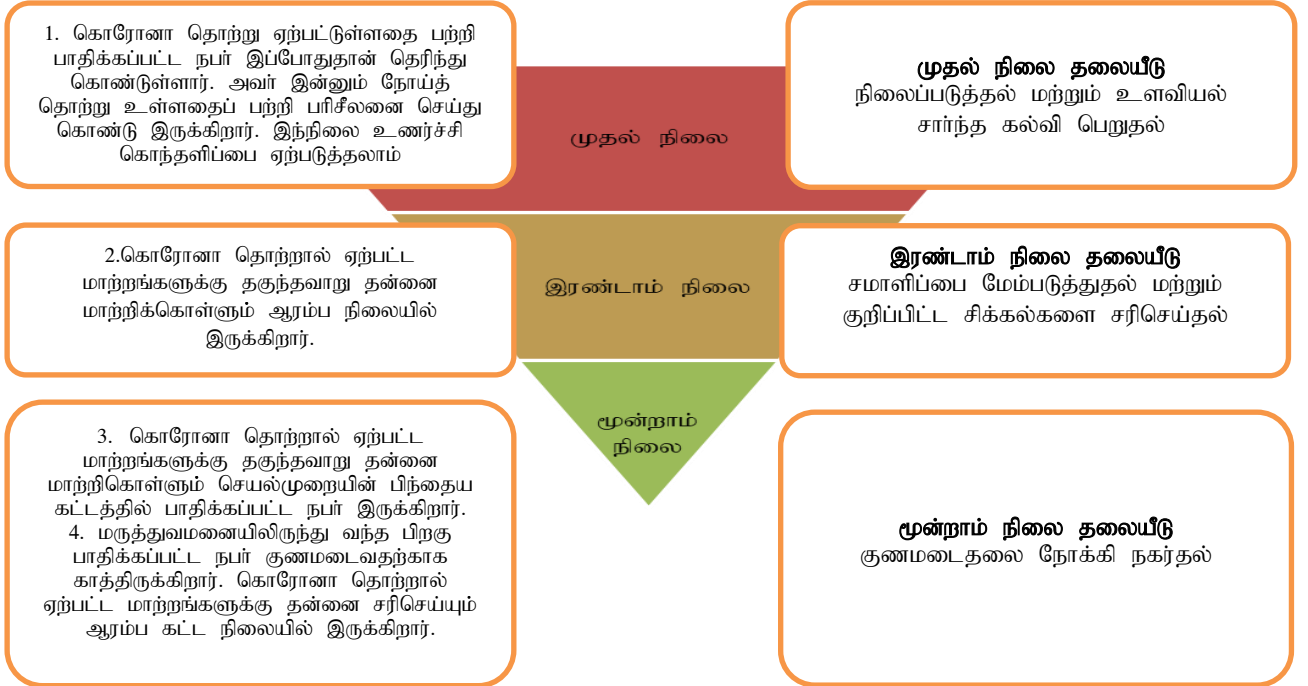 1. கொரோனா தொற்று ஏற்பட்டுள்ளதை பற்றி
பாதிக்கப்பட்ட நபர் இப்போதுதான் தெரிந்து
கொண்டுள்ளார். அவர் இன்னும் நோய்த்
தொற்று உள்ளதைப் பற்றி பரிசீலனை செய்து
கொண்டு இருக்கிறார். இந்நிலை உணர்ச்சி
கொந்தளிப்பை ஏற்படுத்தலாம்
முதல் நிலை
முதல் நிலை தலையீடு
நிலைப்படுத்தல் மற்றும் உளவியல்
சார்ந்த கல்வி பெறுதல்
2.கொரோனா தொற்றால் ஏற்பட்ட
மாற்றங்களுக்கு தகுந்தவாறு தன்னை
மாற்றிக்கொள்ளும் ஆரம்ப நிலையில்
இருக்கிறார்.
இரண்டாம் நிலை
இரண்டாம் நிலை தலையீடு
சமாளிப்பை மேம்படுத்துதல் மற்றும்
குறிப்பிட்ட சிக்கல்களை சரிசெய்தல்
3. கொரோனா தொற்றால் ஏற்பட்ட
மாற்றங்களுக்கு தகுந்தவாறு தன்னை
மாற்றிகொள்ளும் செயல்முறையின் பிந்தைய
கட்டத்தில் பாதிக்கப்பட்ட நபர் இருக்கிறார்.
4. மருத்துவமனையிலிருந்து வந்த பிறகு
பாதிக்கப்பட்ட நபர் குணமடைவதற்காக
காத்திருக்கிறார். கொரோனா தொற்றால்
ஏற்பட்ட மாற்றங்களுக்கு தன்னை சரிசெய்யும்
ஆரம்ப கட்ட நிலையில் இருக்கிறார்.
மூன்றாம்
நிலை
மூன்றாம் நிலை தலையீடு
குணமடைதலை நோக்கி நகர்தல்